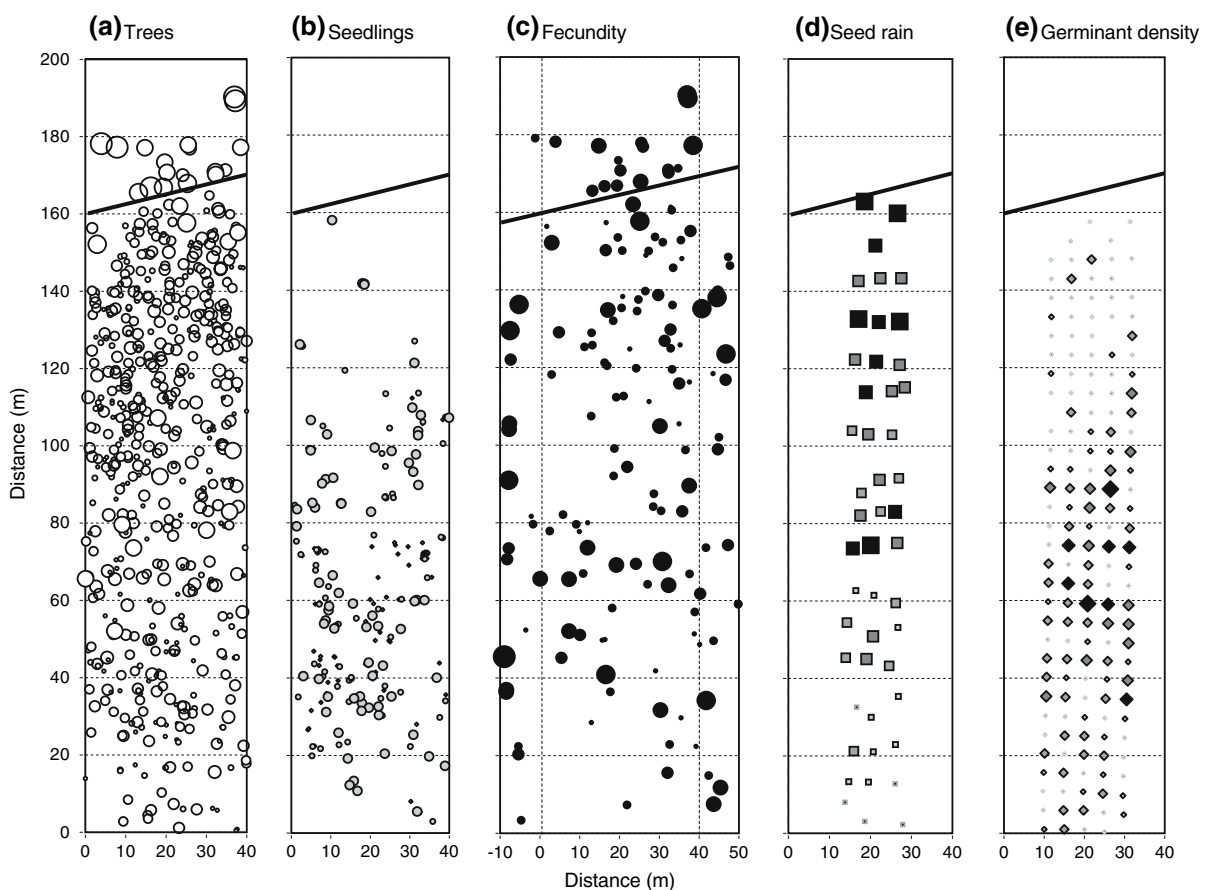 (a) Trees
(b) Seedlings
(c) Fecundity
(d) Seed rain
(e) Germinant density
200
180
160
140
120
100
80
60
40
20
0
Distance (m)
0 10 20 30 40
0 10 20 30 40
-10 0 10 20 30 40 50
0 10 20 30 40
0 10 20 30 40
Distance (m)